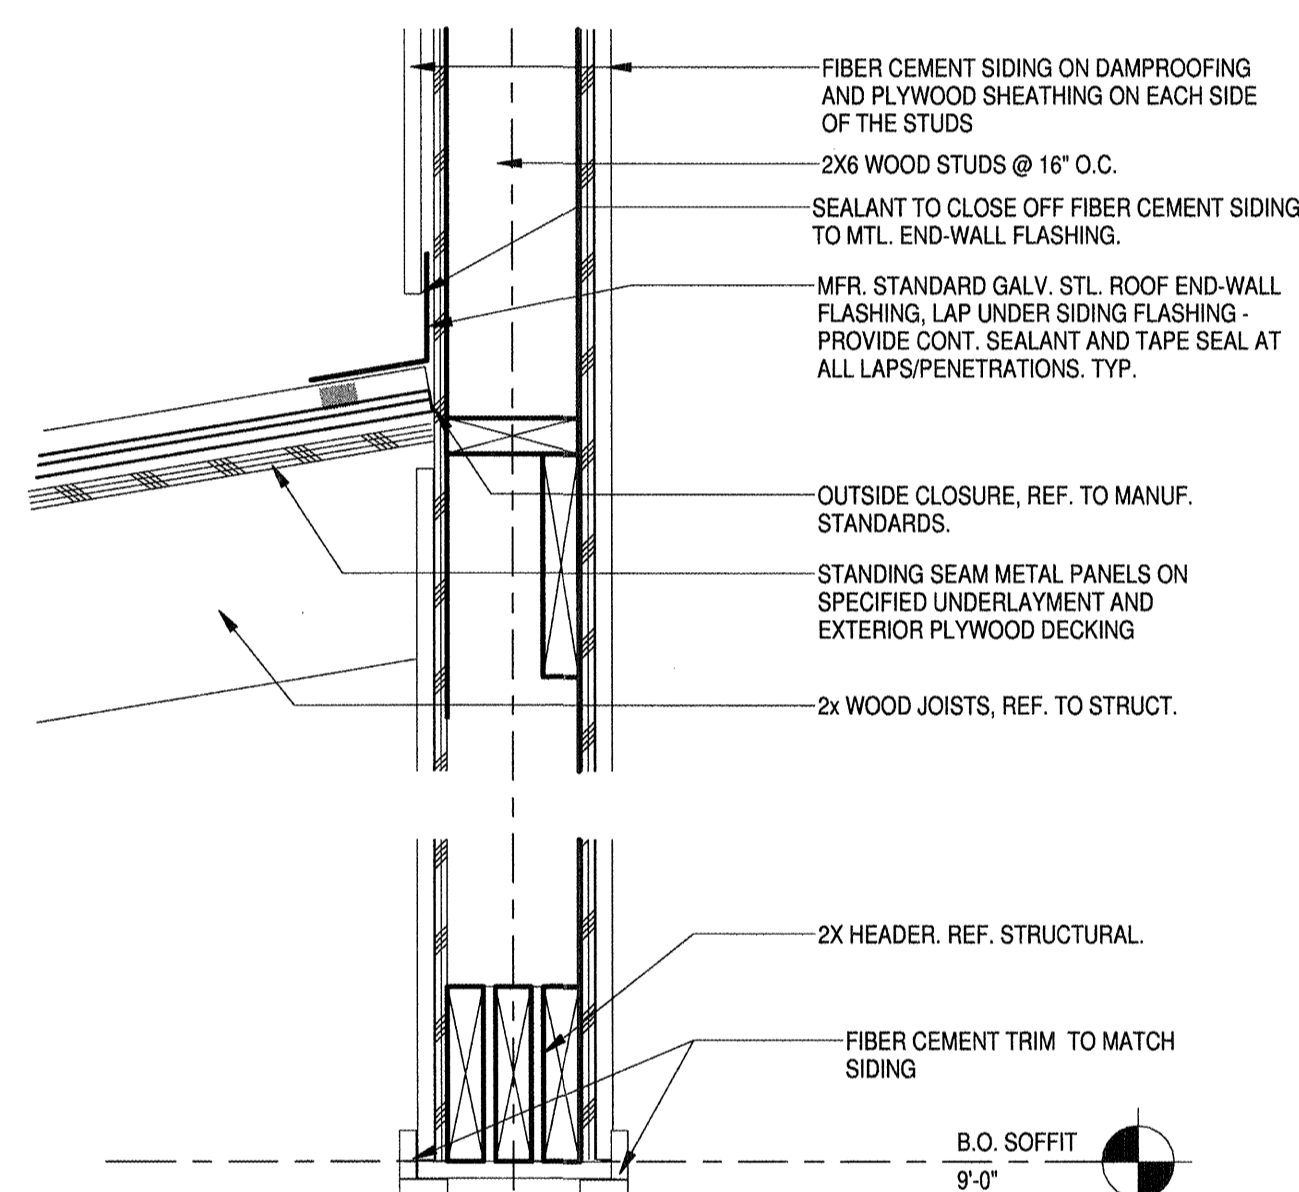 FIBER CEMENT SIDING ON DAMPROOFING
AND PLYWOOD SHEATHING ON EACH SIDE
OF THE STUDS
2X6 WOOD STUDS @ 16" O.C.
SEALANT TO CLOSE OFF FIBER CEMENT SIDING
TO MTL. END-WALL FLASHING.
MFR. STANDARD GALV. STL. ROOF END-WALL
FLASHING, LAP UNDER SIDING FLASHING -
PROVIDE CONT. SEALANT AND TAPE SEAL AT
ALL LAPS/PENETRATIONS. TYP.
OUTSIDE CLOSURE, REF. TO MANUF.
STANDARDS.
STANDING SEAM METAL PANELS ON
SPECIFIED UNDERLAYMENT AND
EXTERIOR PLYWOOD DECKING
2x WOOD JOISTS, REF. TO STRUCT.
2X HEADER. REF. STRUCTURAL.
FIBER CEMENT TRIM TO MATCH
SIDING
B.O. SOFFIT
9'-0"